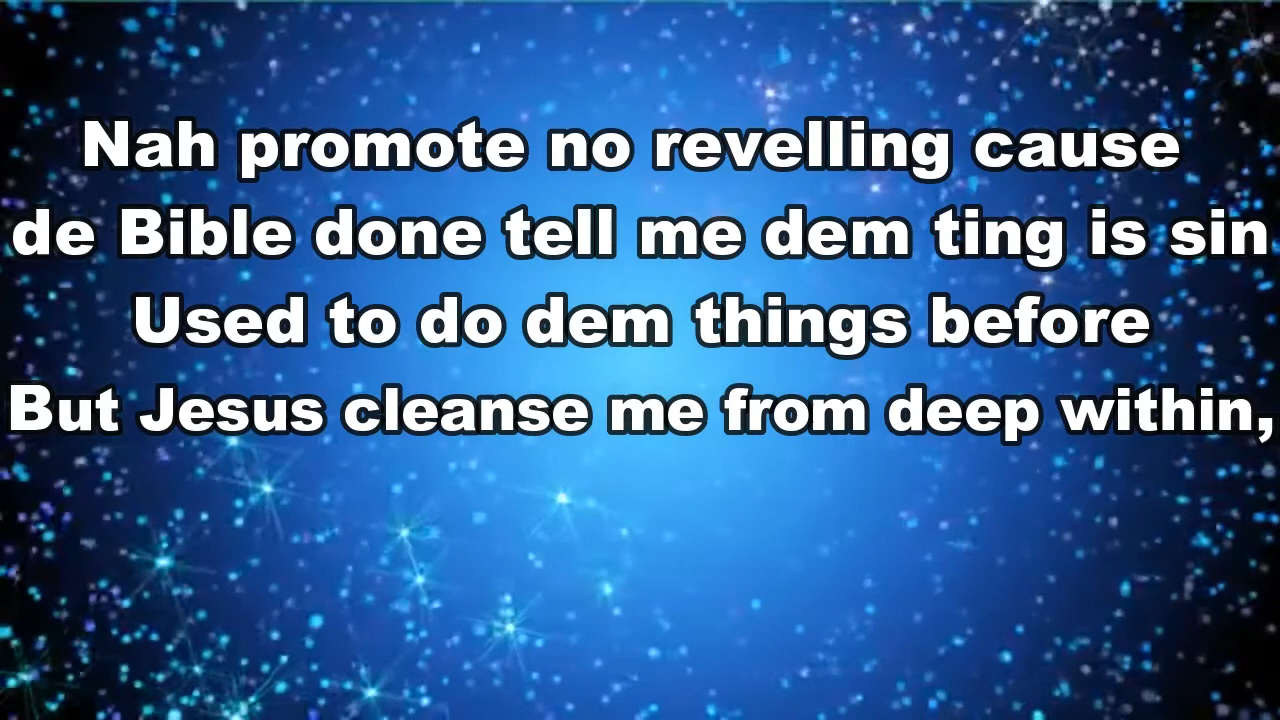 Nah promote no revelling cause
de Bible done tell me dem ting is sin
Used to do dem things before
But Jesus cleanse me from deep within,